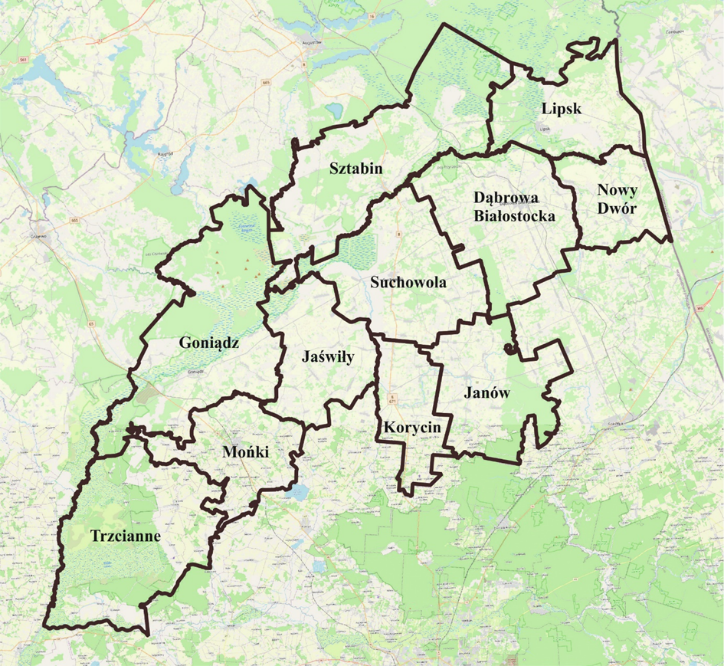 Lipsk
Sztabin
Dąbrowa
Białostocka
Nowy
Dwór
Suchowola
Goniądz
Jaświły
Janów
Korycin
Mońki
Trzcianne